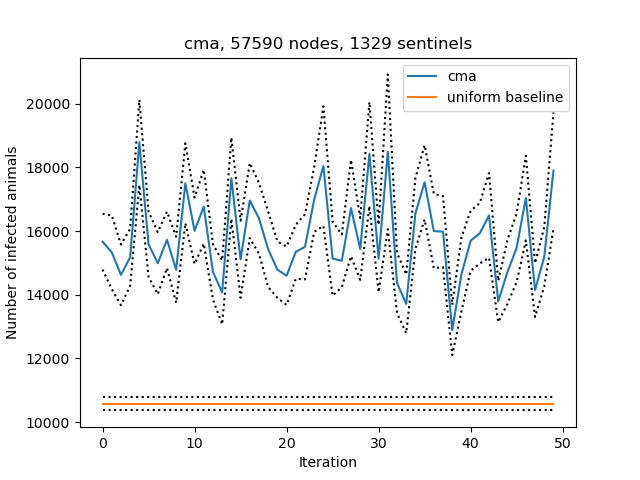 cma, 57590 nodes, 1329 sentinels
cma
uniform baseline
20000
18000
16000
14000
12000
10000
Number of infected animals
0 10 20 30 40 50
Iteration